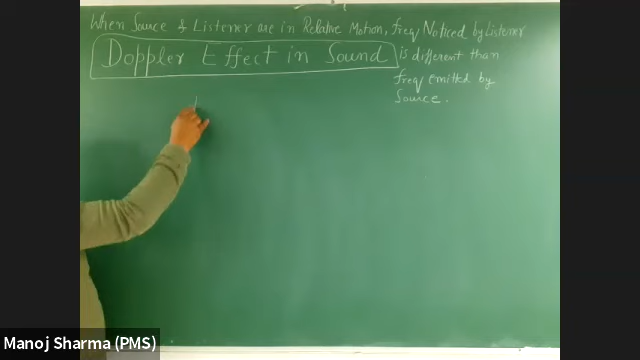 When Source & Listener are in Relative Motion, freq Noticed by Listener
Doppler Effect in Sound
is different than
freq emitted by
Source.
Manoj Sharma (PMS)